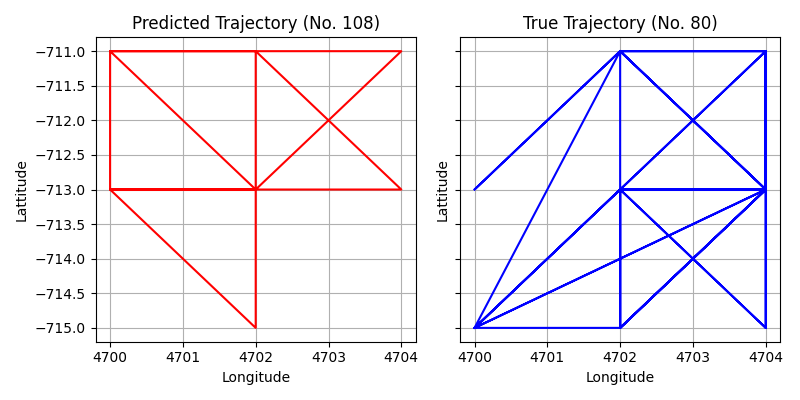 Predicted Trajectory (No. 108)
True Trajectory (No. 80)
−711.0
−711.5
−712.0
−712.5
−713.0
−713.5
−714.0
−714.5
−715.0
Lattitude
Lattitude
4700 4701 4702 4703 4704
4700 4701 4702 4703 4704
Longitude
Longitude